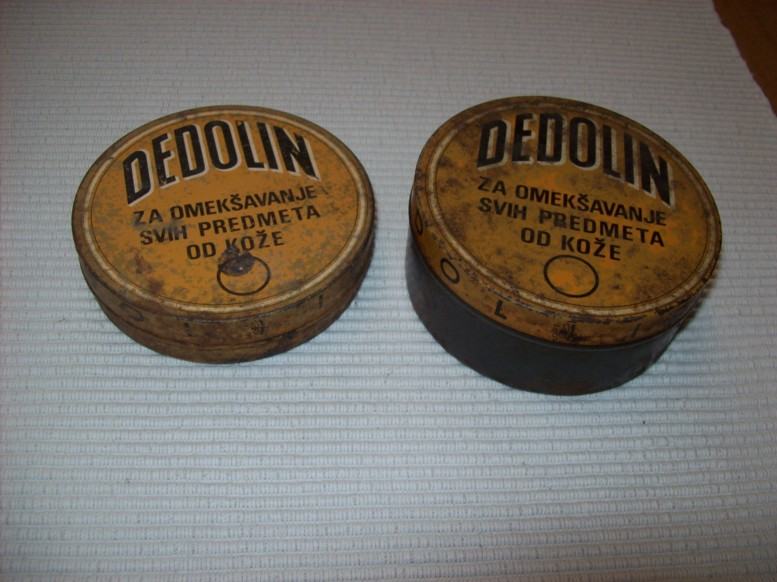 DEDOLIN
ZA OMEKŠAVANJE
SVIH PREDMETA
OD KOŽE
DEDOLIN
ZA OMEKŠAVANJE
SVIH PREDMETA
OD KOŽE